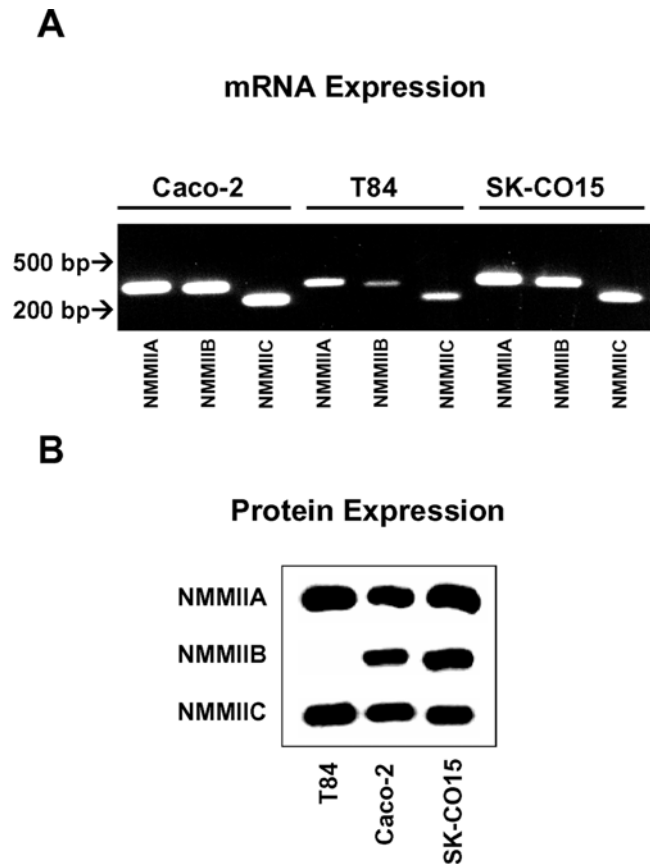 A
mRNA Expression
Caco-2 T84 SK-CO15
500 bp→
200 bp→
NMMIIA NMMIIB NMMIIC NMMIIA NMMIIB NMMIIC NMMIIA NMMIIB NMMIIC
B
Protein Expression
NMMIIA
NMMIIB
NMMIIC
T84 Caco-2 SK-CO15